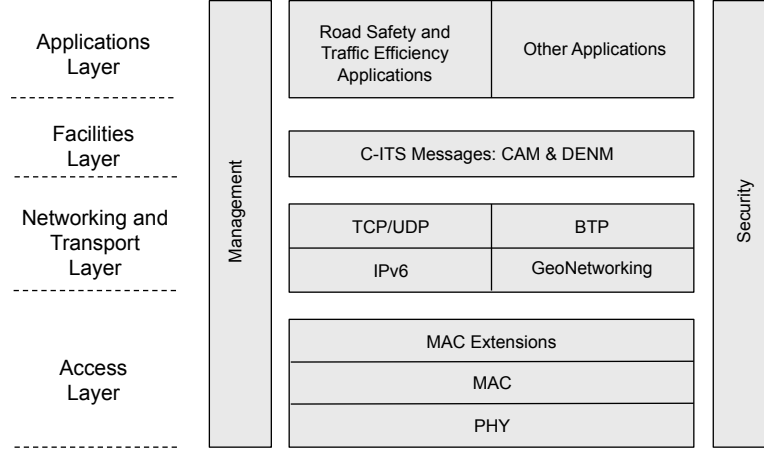 Applications
Layer
Road Safety and
Traffic Efficiency
Applications
Other Applications
Facilities
Layer
C-ITS Messages: CAM & DENM
Management
Security
Networking and
Transport
Layer
TCP/UDP
BTP
IPv6
GeoNetworking
Access
Layer
MAC Extensions
MAC
PHY